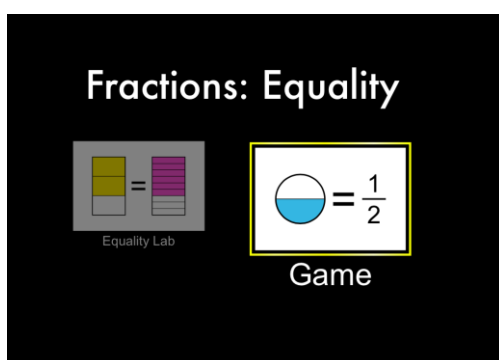 Fractions: Equality
=
= 1/2
Equality Lab
Game